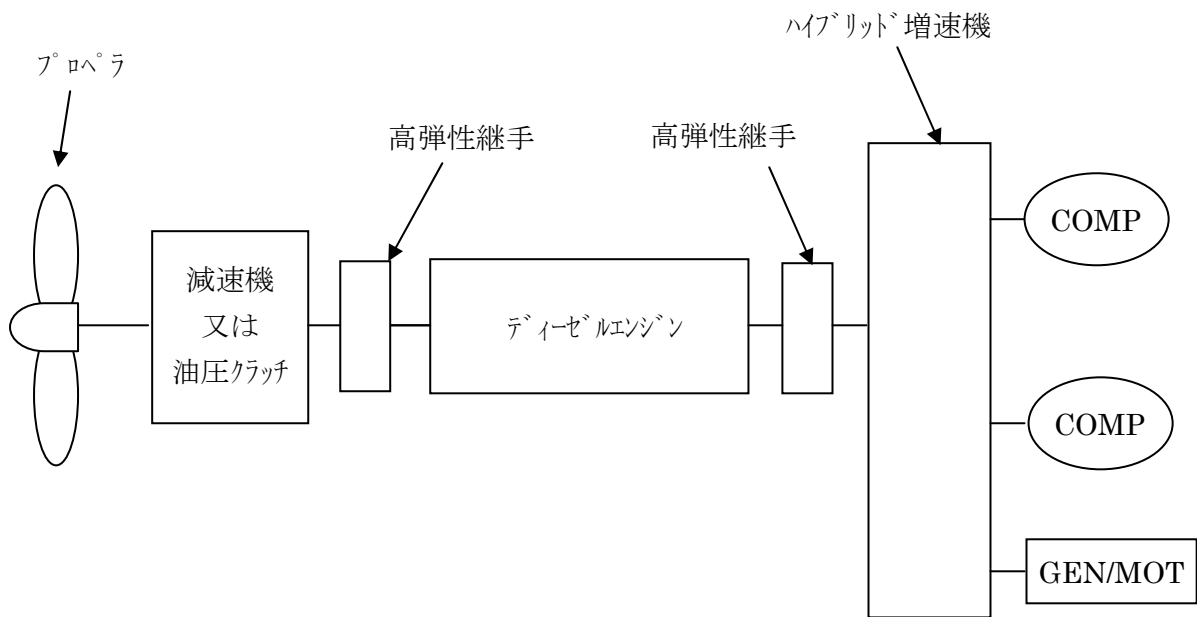 ﾊｲﾌﾞﾘｯﾄﾞ増速機
ﾌﾟﾛﾍﾟﾗ
高弾性継手
高弾性継手
COMP
減速機
又は
油圧ｸﾗｯﾁ
ﾃﾞｨｰｾﾞﾙｴﾝｼﾞﾝ
COMP
GEN/MOT